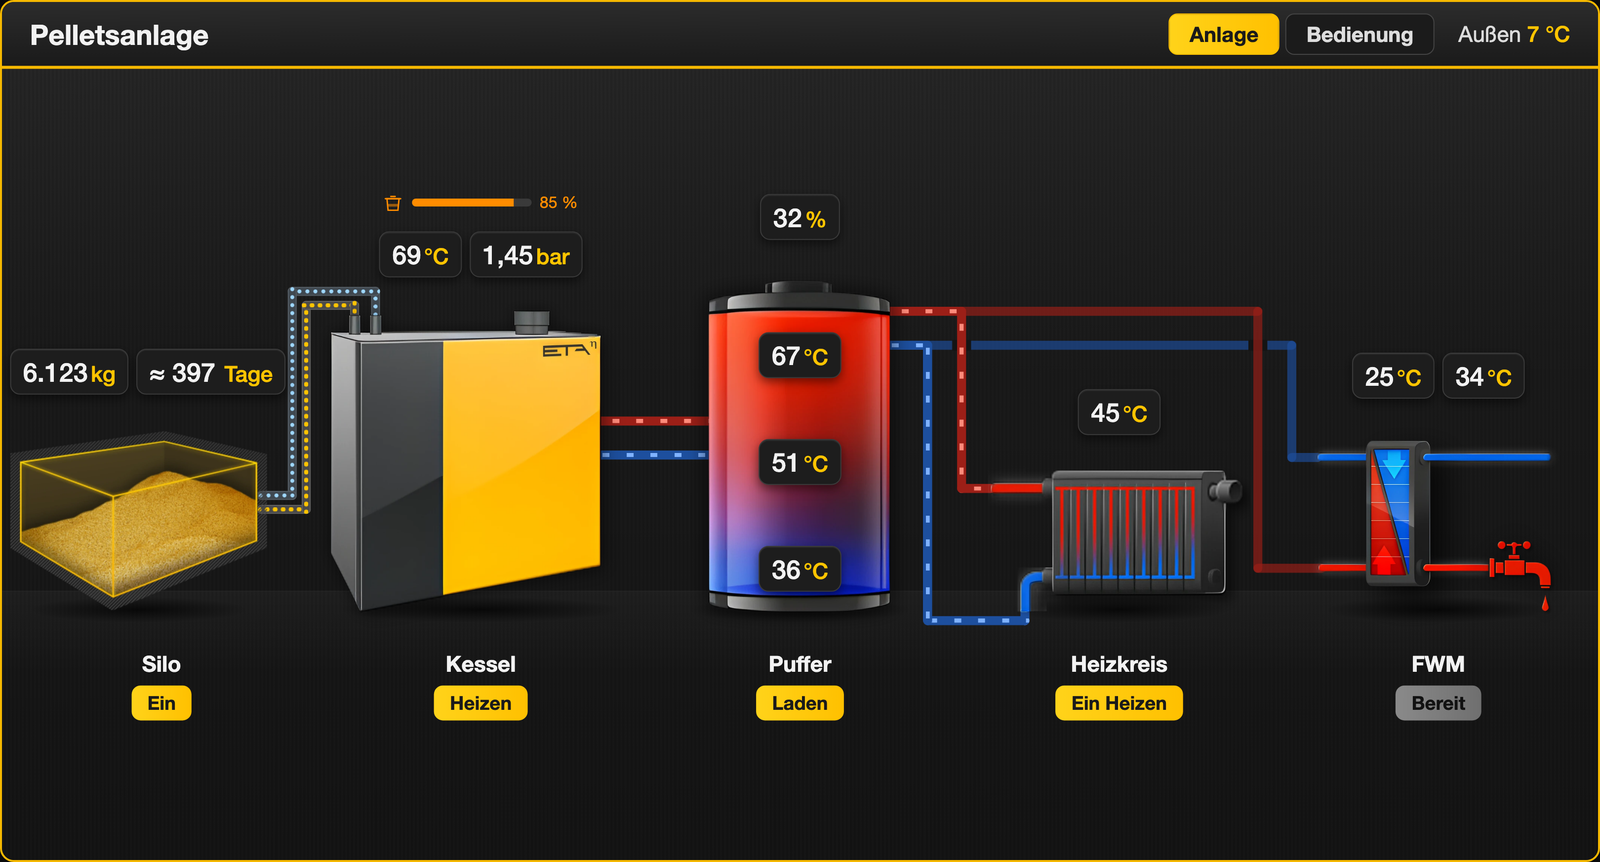 Pelletsanlage
Anlage
Bedienung
Außen 7 °C
85 %
69 °C
1,45 bar
32 %
6.123 kg
≈ 397 Tage
ETA η
67 °C
51 °C
36 °C
45 °C
25 °C
34 °C
Silo
Ein
Kessel
Heizen
Puffer
Laden
Heizkreis
Ein Heizen
FWM
Bereit